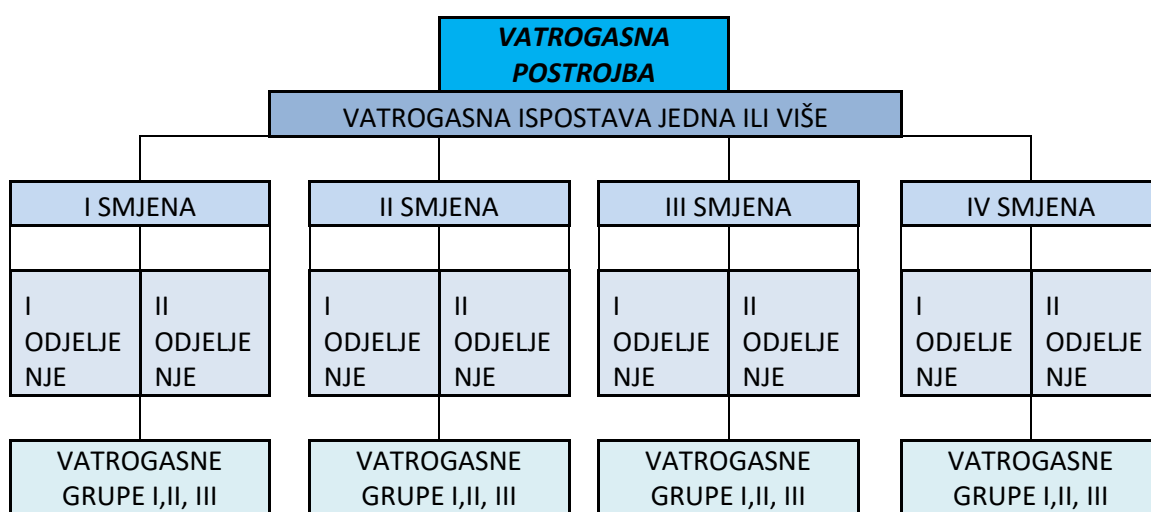 VATROGASNA
POSTROJBA
VATROGASNA ISPOSTAVA JEDNA ILI VIŠE
I SMJENA
II SMJENA
III SMJENA
IV SMJENA
I
ODJELJE
NJE
II
ODJELJE
NJE
I
ODJELJE
NJE
II
ODJELJE
NJE
I
ODJELJE
NJE
II
ODJELJE
NJE
I
ODJELJE
NJE
II
ODJELJE
NJE
VATROGASNE
GRUPE I,II, III
VATROGASNE
GRUPE I,II, III
VATROGASNE
GRUPE I,II, III
VATROGASNE
GRUPE I,II, III